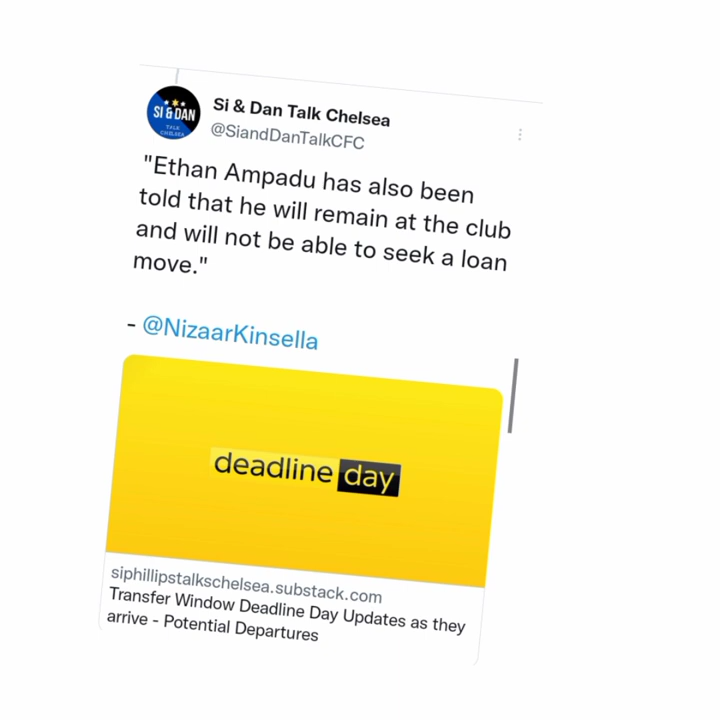 SI & DAN
TALK
CHELSEA
Si & Dan Talk Chelsea
@SiandDanTalkCFC
"Ethan Ampadu has also been
told that he will remain at the club
and will not be able to seek a loan
move."
- @NizaarKinsella
deadline day
siphillipstalkschelsea.substack.com
Transfer Window Deadline Day Updates as they
arrive - Potential Departures